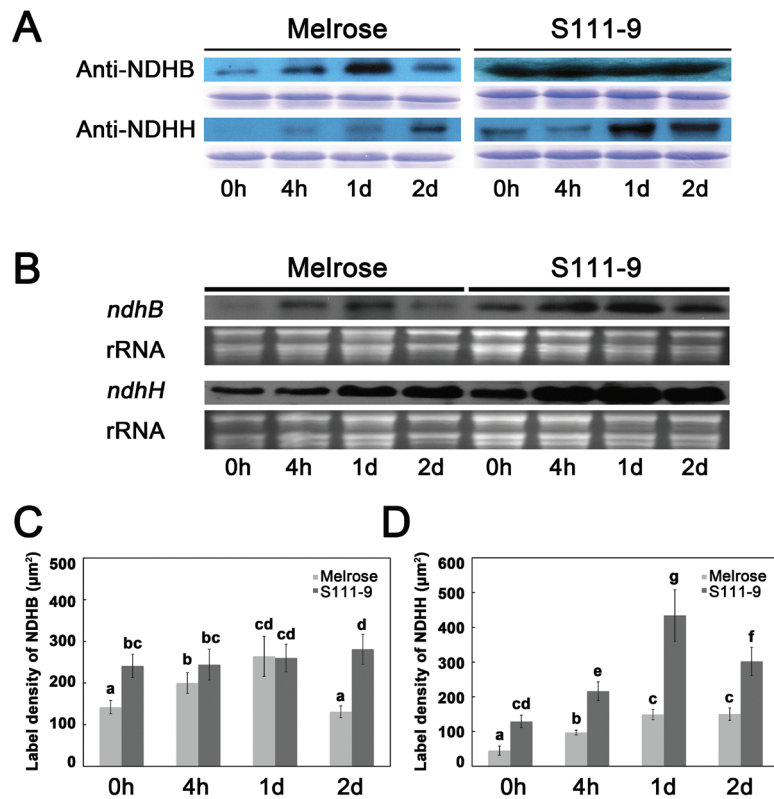 A
Melrose S111-9
Anti-NDHB
Anti-NDHH
0h 4h 1d 2d 0h 4h 1d 2d
B
Melrose S111-9
ndhB
rRNA
ndhH
rRNA
0h 4h 1d 2d 0h 4h 1d 2d
C
Label density of NDHB (μm²)
500
400
300
200
100
0
Melrose
S111-9
a bc b bc cd cd a d
0h 4h 1d 2d
D
Label density of NDHH (μm²)
600
500
400
300
200
100
0
Melrose
S111-9
a cd b e c g c f
0h 4h 1d 2d